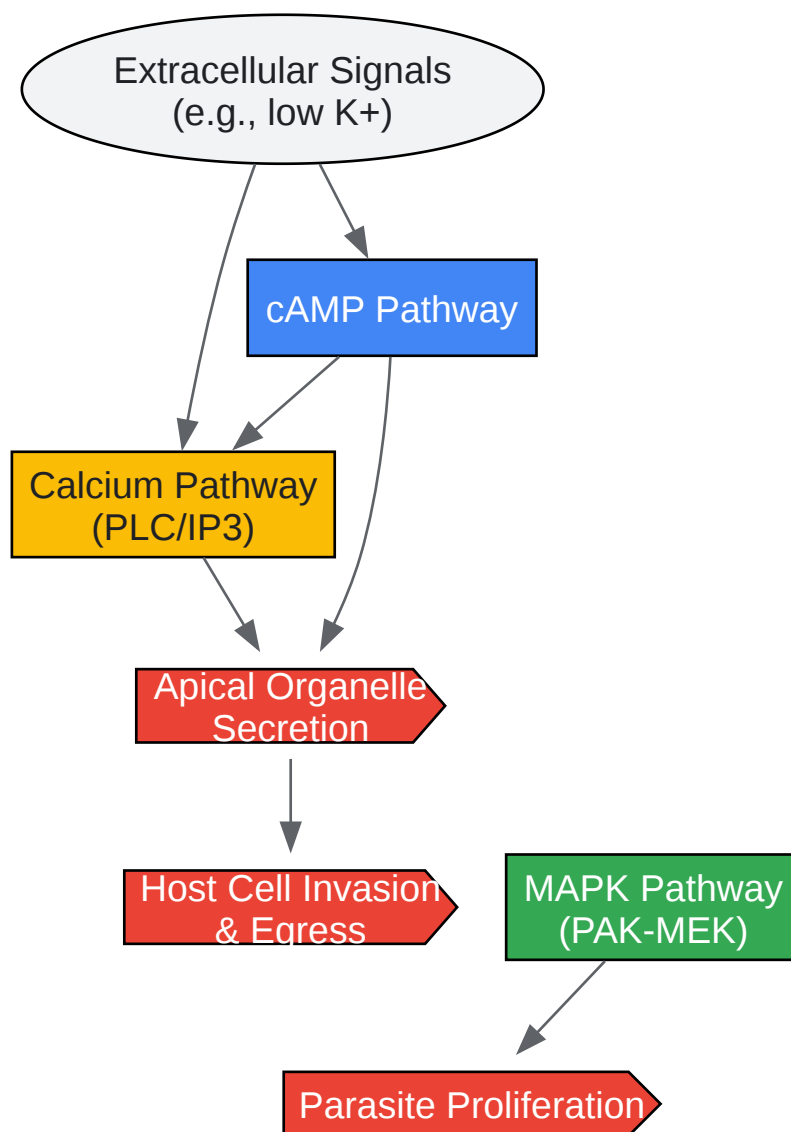 Extracellular Signals
(e.g., low K+)
cAMP Pathway
Calcium Pathway
(PLC/IP3)
Apical Organelle
Secretion
Host Cell Invasion
& Egress
MAPK Pathway
(PAK-MEK)
Parasite Proliferation